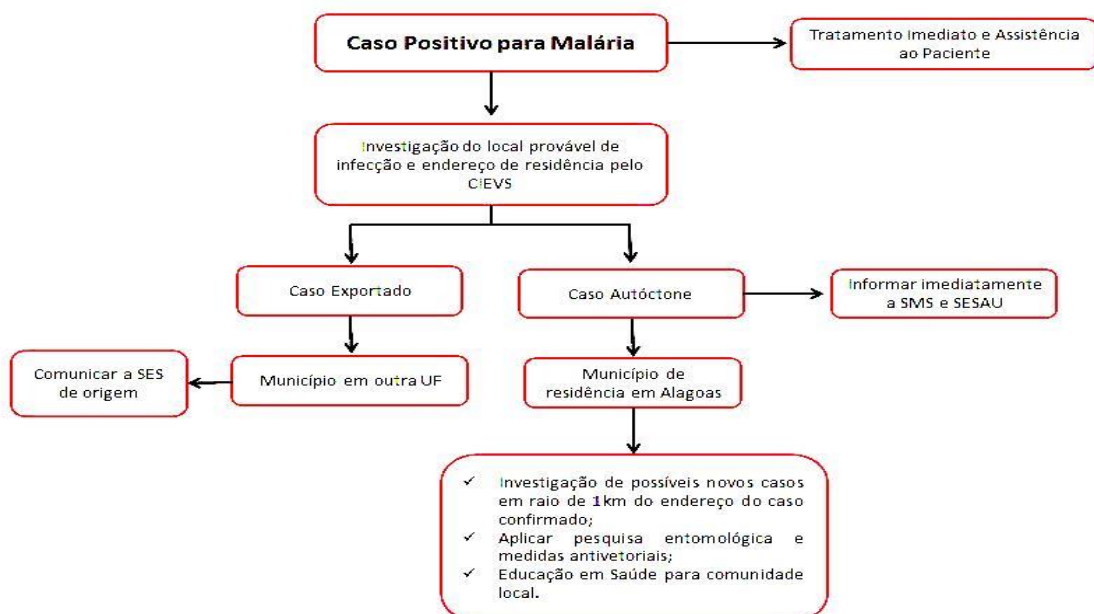 Caso Positivo para Malária
Tratamento Imediato e Assistência
ao Paciente
Investigação do local provável de
infecção e endereço de residência pelo
CIEVS
Caso Exportado
Caso Autóctone
Informar imediatamente
a SMS e SESAU
Comunicar a SES
de origem
Município em outra UF
Município de
residência em Alagoas
✓ Investigação de possíveis novos casos
em raio de 1km do endereço do caso
confirmado;
✓ Aplicar pesquisa entomológica e
medidas antivetoriais;
✓ Educação em Saúde para comunidade
local.